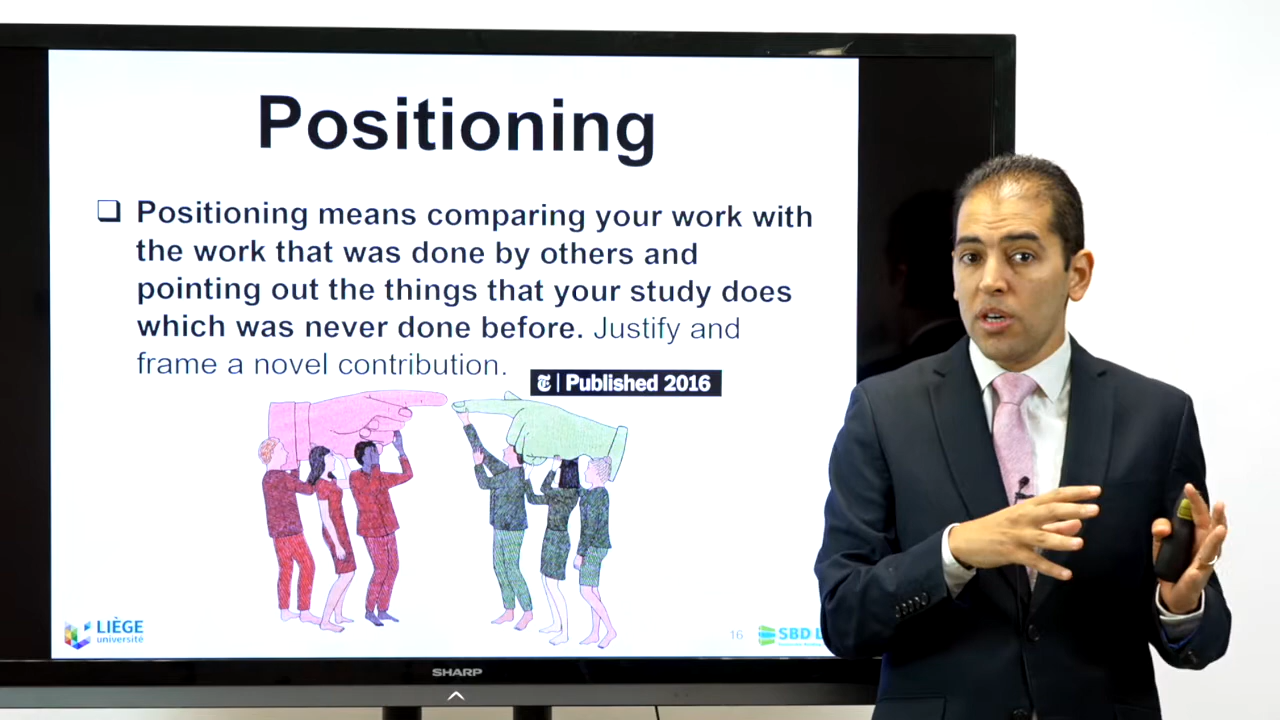 Positioning
Positioning means comparing your work with
the work that was done by others and
pointing out the things that your study does
which was never done before. Justify and
frame a novel contribution.
T | Published 2016
LIÈGE
université
16
SBD L
SHARP